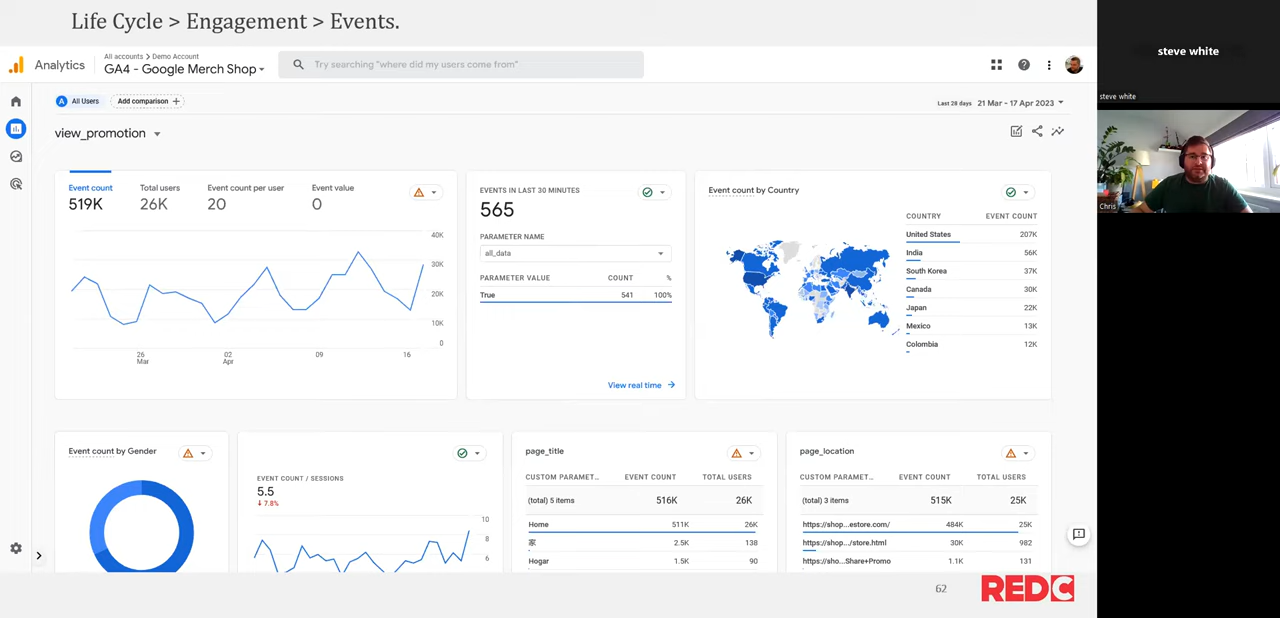 Life Cycle > Engagement > Events.
Analytics
All accounts > Demo Account
GA4 - Google Merch Shop
Try searching "where did my users come from"
A All Users
Add comparison +
Last 28 days 21 Mar - 17 Apr 2023
view_promotion
Event count
519K
Total users
26K
Event count per user
20
Event value
0
40K
30K
20K
10K
0
26
Mar
02
Apr
09
16
EVENTS IN LAST 30 MINUTES
565
PARAMETER NAME
all_data
PARAMETER VALUE COUNT %
True 541 100%
View real time
Event count by Country
COUNTRY EVENT COUNT
United States 207K
India 56K
South Korea 37K
Canada 30K
Japan 22K
Mexico 13K
Colombia 12K
Event count by Gender
EVENT COUNT / SESSIONS
5.5
7.8%
10
8
6
page_title
CUSTOM PARAMET... EVENT COUNT TOTAL USERS
(total) 5 items 516K 26K
Home 511K 26K
家 2.5K 138
Hogar 1.5K 90
page_location
CUSTOM PARAMET... EVENT COUNT TOTAL USERS
(total) 3 items 515K 25K
https://shop...estore.com/ 484K 25K
https://shop.../store.html 30K 982
https://sho...Share+Promo 1.1K 131
62
REDC
steve white
steve white
Chris